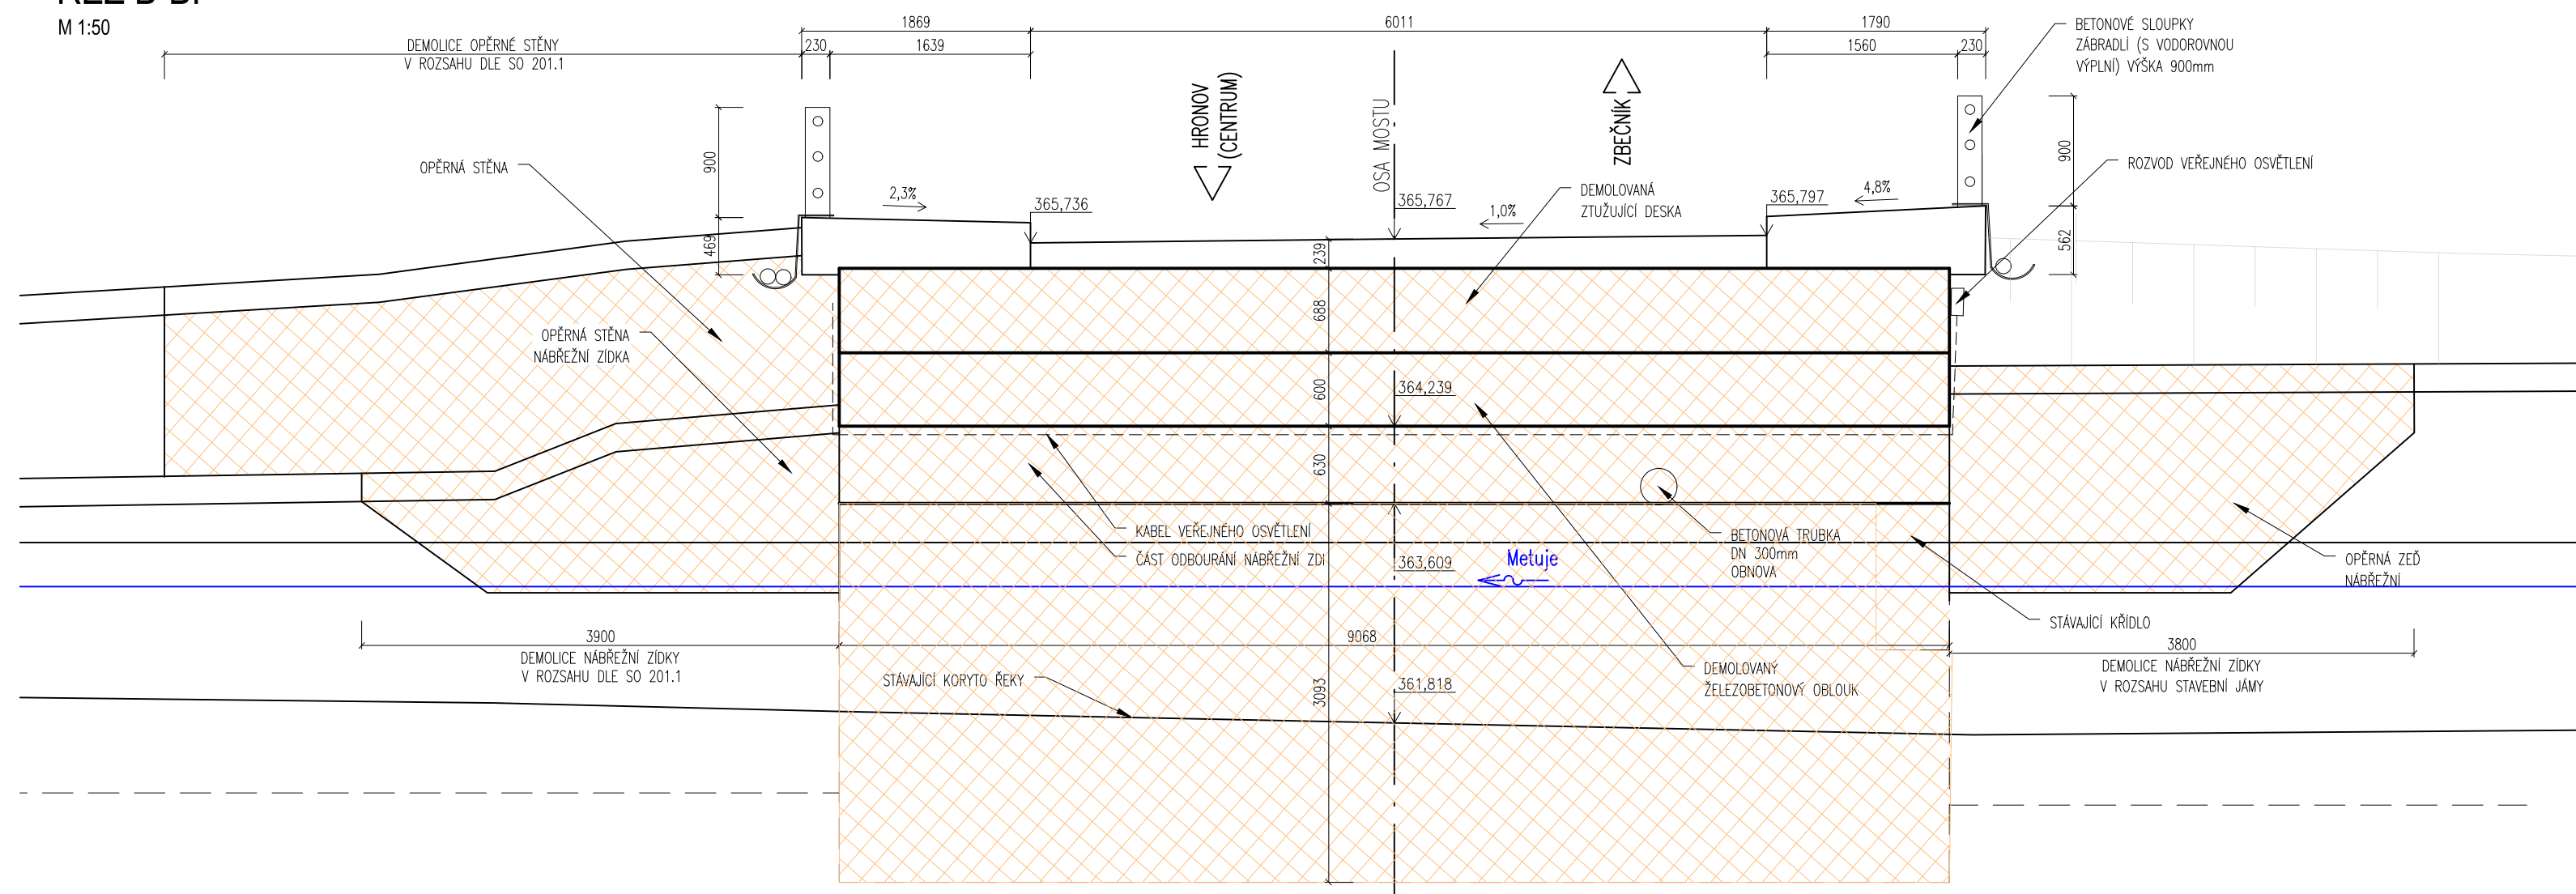 M 1:50
1869
6011
1790
230
1639
1560
230
DEMOLICE OPĚRNÉ STĚNY
V ROZSAHU DLE SO 201.1
BETONOVÉ SLOUPKY
ZÁBRADLÍ (S VODOROVNOU
VÝPLNÍ) VÝŠKA 900mm
HRONOV
(CENTRUM)
OSA MOSTU
ZBEČNÍK
900
469
900
562
OPĚRNÁ STĚNA
ROZVOD VEŘEJNÉHO OSVĚTLENÍ
2,3%
365,736
365,767
1,0%
365,797
4,8%
DEMOLOVANÁ
ZTUŽUJÍCÍ DESKA
239
688
600
630
3093
OPĚRNÁ STĚNA
NÁBŘEŽNÍ ZÍDKA
364,239
KABEL VEŘEJNÉHO OSVĚTLENÍ
ČÁST ODBOURÁNÍ NÁBŘEŽNÍ ZDI
363,609
Metuje
BETONOVÁ TRUBKA
DN 300mm
OBNOVA
OPĚRNÁ ZEĎ
NÁBŘEŽNÍ
STÁVAJÍCÍ KŘÍDLO
3900
9068
3800
DEMOLICE NÁBŘEŽNÍ ZÍDKY
V ROZSAHU DLE SO 201.1
DEMOLICE NÁBŘEŽNÍ ZÍDKY
V ROZSAHU STAVEBNÍ JÁMY
STÁVAJÍCÍ KORYTO ŘEKY
361,818
DEMOLOVANÝ
ŽELEZOBETONOVÝ OBLOUK